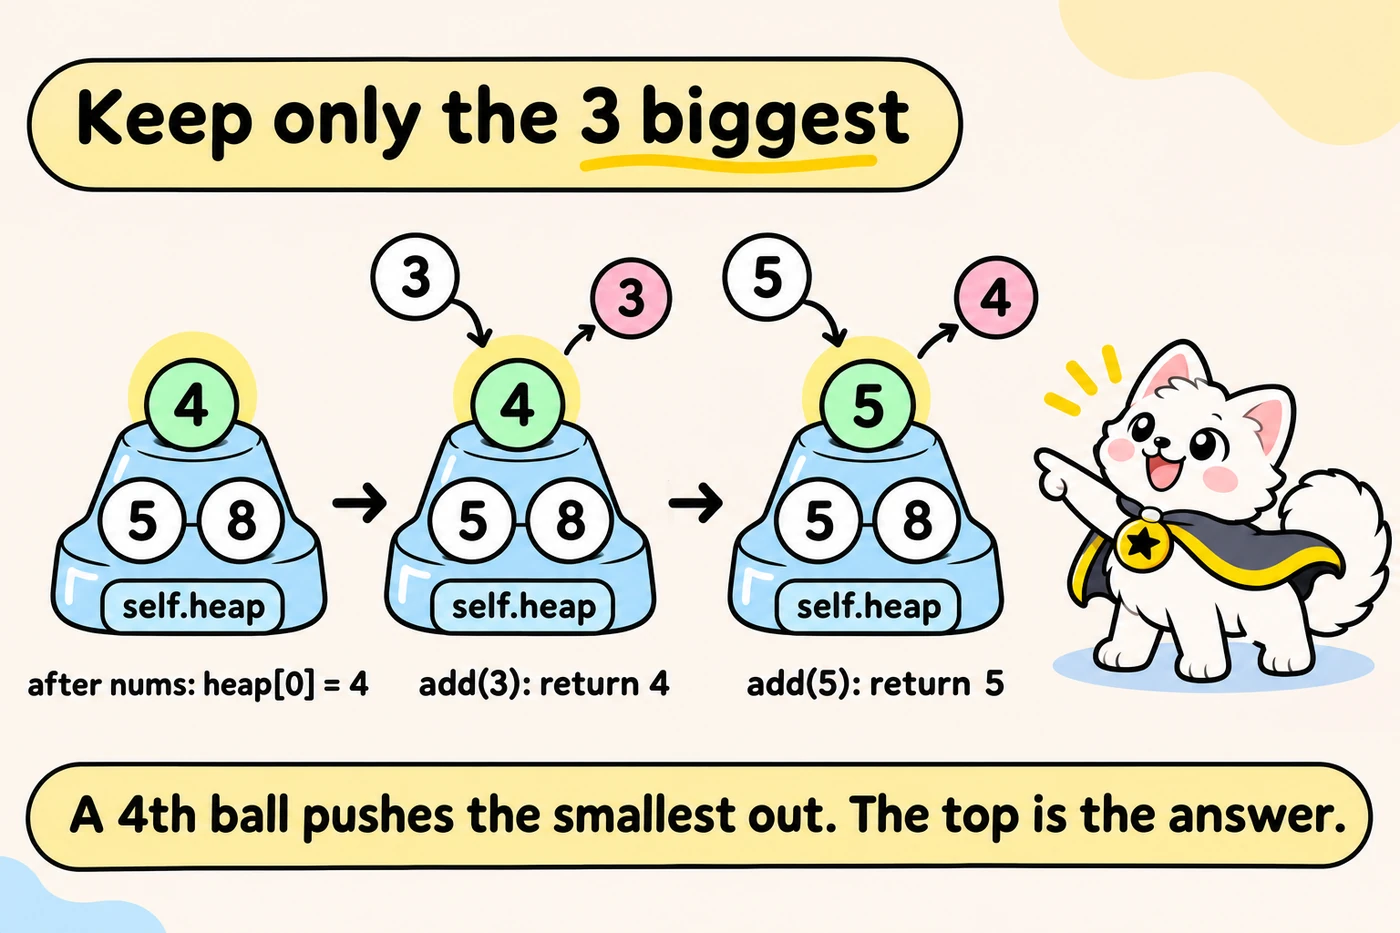 Keep only the 3 biggest
3
3
5
4
4
4
5
5 8
5 8
5 8
self.heap
self.heap
self.heap
after nums: heap[0] = 4
add(3): return 4
add(5): return 5
A 4th ball pushes the smallest out. The top is the answer.